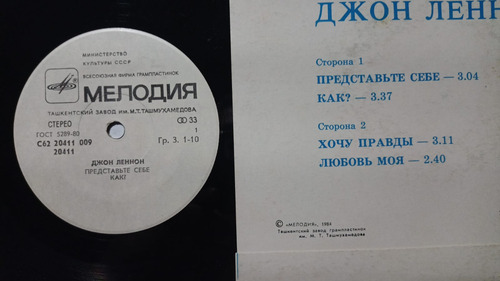 МИНИСТЕРСТВО
КУЛЬТУРЫ СССР
ВСЕСОЮЗНАЯ ФИРМА ГРАМПЛАСТИНОК
МЕЛОДИЯ
ТАШКЕНТСКИЙ ЗАВОД ИМ. М.Т. ТАШМУХАМЕДОВА
СТЕРЕО
33
ГОСТ 5289-80
1
С62 20411 009
Гр. 3. 1-10
20411
ДЖОН ЛЕННОН
ПРЕДСТАВЬТЕ СЕБЕ
КАК?
ДЖОН ЛЕННО
Сторона 1
ПРЕДСТАВЬТЕ СЕБЕ — 3.04
КАК? — 3.37
Сторона 2
ХОЧУ ПРАВДЫ — 3.11
ЛЮБОВЬ МОЯ — 2.40
© «МЕЛОДИЯ», 1984
Ташкентский завод грампластинок
им. М. Т. Ташмухамедова